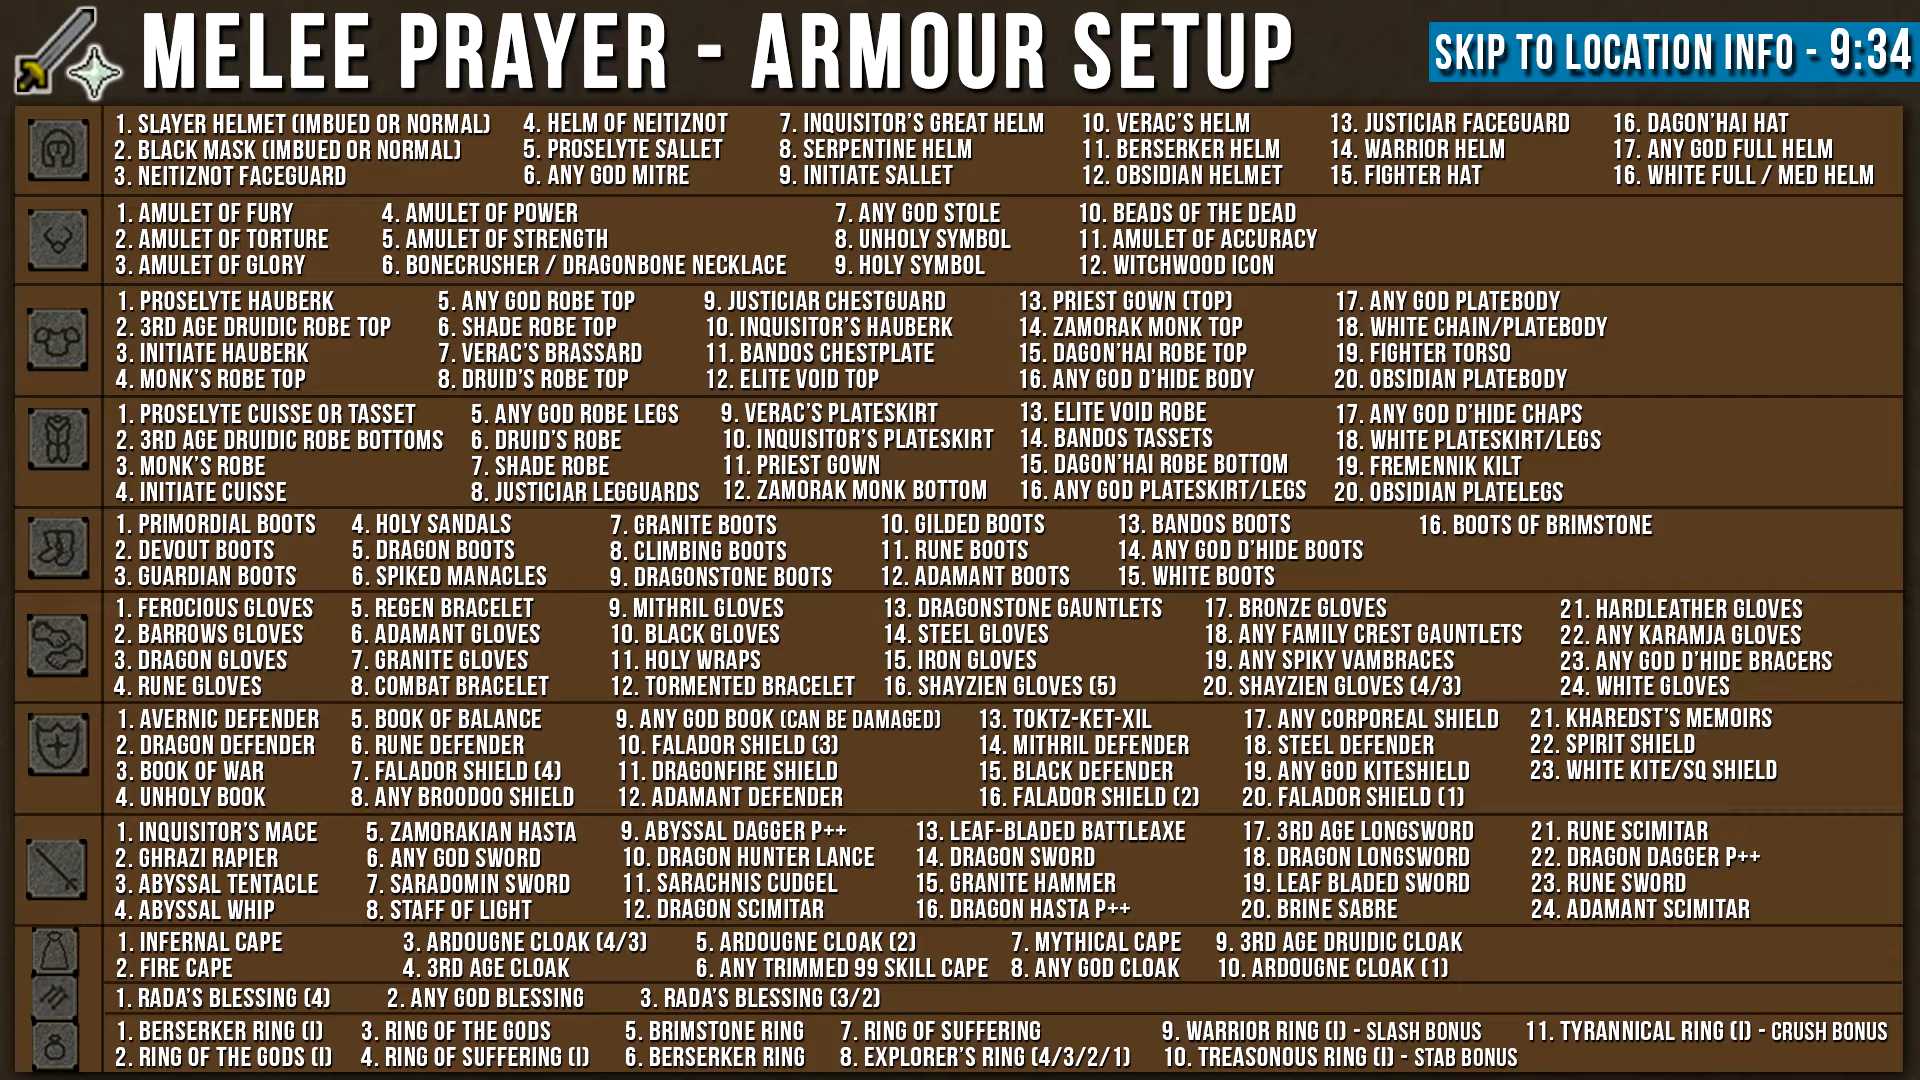 MELEE PRAYER - ARMOUR SETUP
SKIP TO LOCATION INFO - 9:34
1. SLAYER HELMET (IMBUED OR NORMAL)
2. BLACK MASK (IMBUED OR NORMAL)
3. NEITIZNOT FACEGUARD
4. HELM OF NEITIZNOT
5. PROSELYTE SALLET
6. ANY GOD MITRE
7. INQUISITOR'S GREAT HELM
8. SERPENTINE HELM
9. INITIATE SALLET
10. VERAC'S HELM
11. BERSERKER HELM
12. OBSIDIAN HELMET
13. JUSTICIAR FACEGUARD
14. WARRIOR HELM
15. FIGHTER HAT
16. DAGON'HAI HAT
17. ANY GOD FULL HELM
16. WHITE FULL / MED HELM
1. AMULET OF FURY
2. AMULET OF TORTURE
3. AMULET OF GLORY
4. AMULET OF POWER
5. AMULET OF STRENGTH
6. BONECRUSHER / DRAGONBONE NECKLACE
7. ANY GOD STOLE
8. UNHOLY SYMBOL
9. HOLY SYMBOL
10. BEADS OF THE DEAD
11. AMULET OF ACCURACY
12. WITCHWOOD ICON
1. PROSELYTE HAUBERK
2. 3RD AGE DRUIDIC ROBE TOP
3. INITIATE HAUBERK
4. MONK'S ROBE TOP
5. ANY GOD ROBE TOP
6. SHADE ROBE TOP
7. VERAC'S BRASSARD
8. DRUID'S ROBE TOP
9. JUSTICIAR CHESTGUARD
10. INQUISITOR'S HAUBERK
11. BANDOS CHESTPLATE
12. ELITE VOID TOP
13. PRIEST GOWN (TOP)
14. ZAMORAK MONK TOP
15. DAGON'HAI ROBE TOP
16. ANY GOD D'HIDE BODY
17. ANY GOD PLATEBODY
18. WHITE CHAIN/PLATEBODY
19. FIGHTER TORSO
20. OBSIDIAN PLATEBODY
1. PROSELYTE CUISSE OR TASSET
2. 3RD AGE DRUIDIC ROBE BOTTOMS
3. MONK'S ROBE
4. INITIATE CUISSE
5. ANY GOD ROBE LEGS
6. DRUID'S ROBE
7. SHADE ROBE
8. JUSTICIAR LEGGUARDS
9. VERAC'S PLATESKIRT
10. INQUISITOR'S PLATESKIRT
11. PRIEST GOWN
12. ZAMORAK MONK BOTTOM
13. ELITE VOID ROBE
14. BANDOS TASSETS
15. DAGON'HAI ROBE BOTTOM
16. ANY GOD PLATESKIRT/LEGS
17. ANY GOD D'HIDE CHAPS
18. WHITE PLATESKIRT/LEGS
19. FREMENNIK KILT
20. OBSIDIAN PLATELEGS
1. PRIMORDIAL BOOTS
2. DEVOUT BOOTS
3. GUARDIAN BOOTS
4. HOLY SANDALS
5. DRAGON BOOTS
6. SPIKED MANACLES
7. GRANITE BOOTS
8. CLIMBING BOOTS
9. DRAGONSTONE BOOTS
10. GILDED BOOTS
11. RUNE BOOTS
12. ADAMANT BOOTS
13. BANDOS BOOTS
14. ANY GOD D'HIDE BOOTS
15. WHITE BOOTS
16. BOOTS OF BRIMSTONE
1. FEROCIOUS GLOVES
2. BARROWS GLOVES
3. DRAGON GLOVES
4. RUNE GLOVES
5. REGEN BRACELET
6. ADAMANT GLOVES
7. GRANITE GLOVES
8. COMBAT BRACELET
9. MITHRIL GLOVES
10. BLACK GLOVES
11. HOLY WRAPS
12. TORMENTED BRACELET
13. DRAGONSTONE GAUNTLETS
14. STEEL GLOVES
15. IRON GLOVES
16. SHAYZIEN GLOVES (5)
17. BRONZE GLOVES
18. ANY FAMILY CREST GAUNTLETS
19. ANY SPIKY VAMBRACES
20. SHAYZIEN GLOVES (4/3)
21. HARDLEATHER GLOVES
22. ANY KARAMJA GLOVES
23. ANY GOD D'HIDE BRACERS
24. WHITE GLOVES
1. AVERNIC DEFENDER
2. DRAGON DEFENDER
3. BOOK OF WAR
4. UNHOLY BOOK
5. BOOK OF BALANCE
6. RUNE DEFENDER
7. FALADOR SHIELD (4)
8. ANY BROODOO SHIELD
9. ANY GOD BOOK (CAN BE DAMAGED)
10. FALADOR SHIELD (3)
11. DRAGONFIRE SHIELD
12. ADAMANT DEFENDER
13. TOKTZ-KET-XIL
14. MITHRIL DEFENDER
15. BLACK DEFENDER
16. FALADOR SHIELD (2)
17. ANY CORPOREAL SHIELD
18. STEEL DEFENDER
19. ANY GOD KITESHIELD
20. FALADOR SHIELD (1)
21. KHAREDST'S MEMOIRS
22. SPIRIT SHIELD
23. WHITE KITE/SQ SHIELD
1. INQUISITOR'S MACE
2. GHRAZI RAPIER
3. ABYSSAL TENTACLE
4. ABYSSAL WHIP
5. ZAMORAKIAN HASTA
6. ANY GOD SWORD
7. SARADOMIN SWORD
8. STAFF OF LIGHT
9. ABYSSAL DAGGER P++
10. DRAGON HUNTER LANCE
11. SARACHNIS CUDGEL
12. DRAGON SCIMITAR
13. LEAF-BLADED BATTLEAXE
14. DRAGON SWORD
15. GRANITE HAMMER
16. DRAGON HASTA P++
17. 3RD AGE LONGSWORD
18. DRAGON LONGSWORD
19. LEAF BLADED SWORD
20. BRINE SABRE
21. RUNE SCIMITAR
22. DRAGON DAGGER P++
23. RUNE SWORD
24. ADAMANT SCIMITAR
1. INFERNAL CAPE
2. FIRE CAPE
3. ARDOUGNE CLOAK (4/3)
4. 3RD AGE CLOAK
5. ARDOUGNE CLOAK (2)
6. ANY TRIMMED 99 SKILL CAPE
7. MYTHICAL CAPE
8. ANY GOD CLOAK
9. 3RD AGE DRUIDIC CLOAK
10. ARDOUGNE CLOAK (1)
1. RADA'S BLESSING (4)
2. ANY GOD BLESSING
3. RADA'S BLESSING (3/2)
1. BERSERKER RING (I)
2. RING OF THE GODS (I)
3. RING OF THE GODS
4. RING OF SUFFERING (I)
5. BRIMSTONE RING
6. BERSERKER RING
7. RING OF SUFFERING
8. EXPLORER'S RING (4/3/2/1)
9. WARRIOR RING (I) - SLASH BONUS
10. TREASONOUS RING (I) - STAB BONUS
11. TYRANNICAL RING (I) - CRUSH BONUS